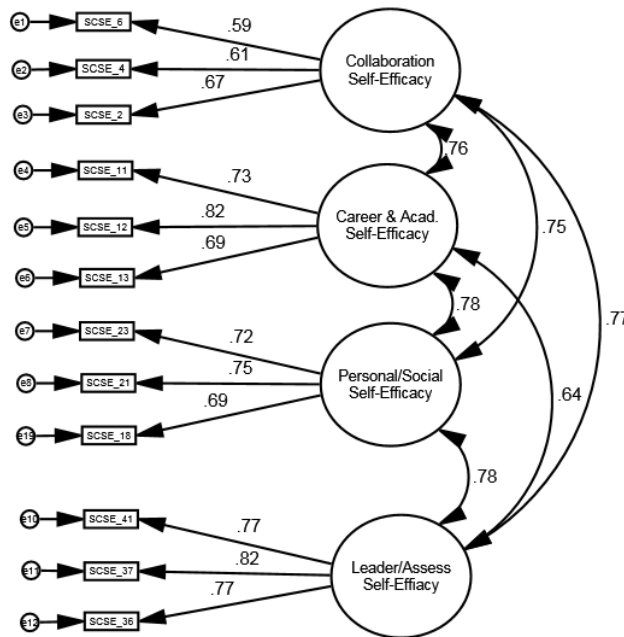 e1 SCSE_6 .59
e2 SCSE_4 .61
e3 SCSE_2 .67
Collaboration
Self-Efficacy
.76
e4 SCSE_11 .73
e5 SCSE_12 .82
e6 SCSE_13 .69
Career & Acad.
Self-Efficacy
.75
.78
.77
e7 SCSE_23 .72
e8 SCSE_21 .75
e19 SCSE_18 .69
Personal/Social
Self-Efficacy
.64
.78
e10 SCSE_41 .77
e11 SCSE_37 .82
e12 SCSE_36 .77
Leader/Assess
Self-Effiacy